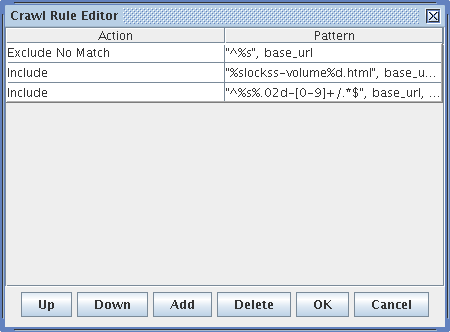 Crawl Rule Editor
Action Pattern
Exclude No Match "^%s", base_url
Include "%slockss-volume%d.html", base_u...
Include "^%s%.02d-[0-9]+/.*$", base_url, ...
Up Down Add Delete OK Cancel